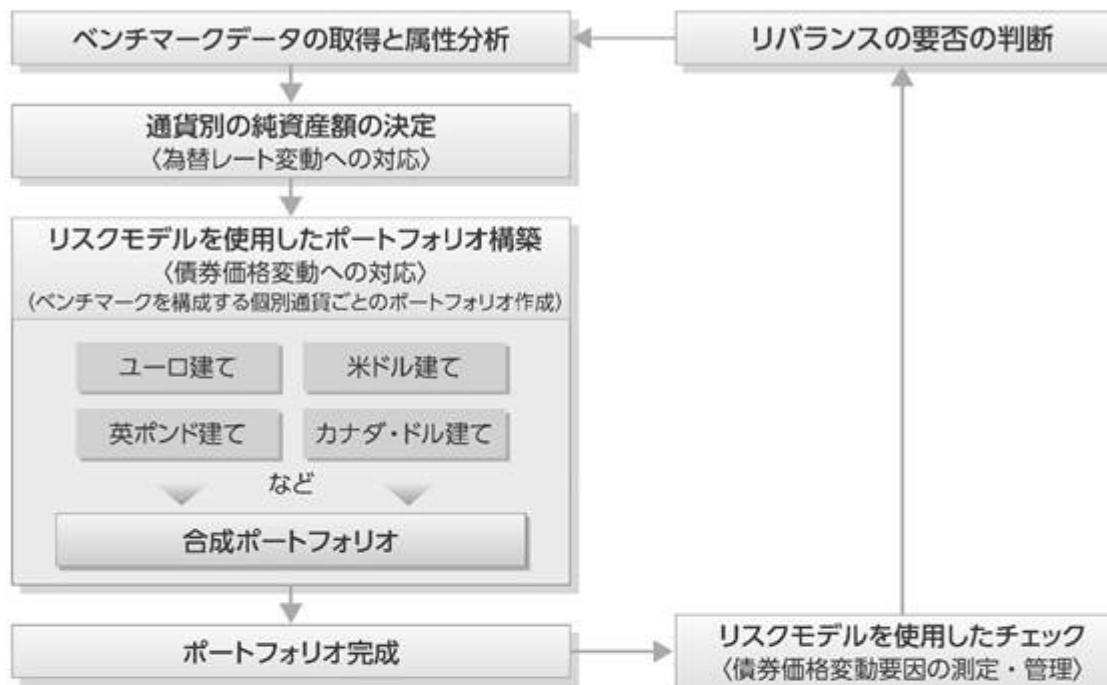 ベンチマークデータの取得と属性分析
リバランスの要否の判断
通貨別の純資産額の決定
〈為替レート変動への対応〉
リスクモデルを使用したポートフォリオ構築
〈債券価格変動への対応〉
(ベンチマークを構成する個別通貨ごとのポートフォリオ作成)
ユーロ建て
米ドル建て
英ポンド建て
カナダ・ドル建て
など
合成ポートフォリオ
ポートフォリオ完成
リスクモデルを使用したチェック
〈債券価格変動要因の測定・管理〉